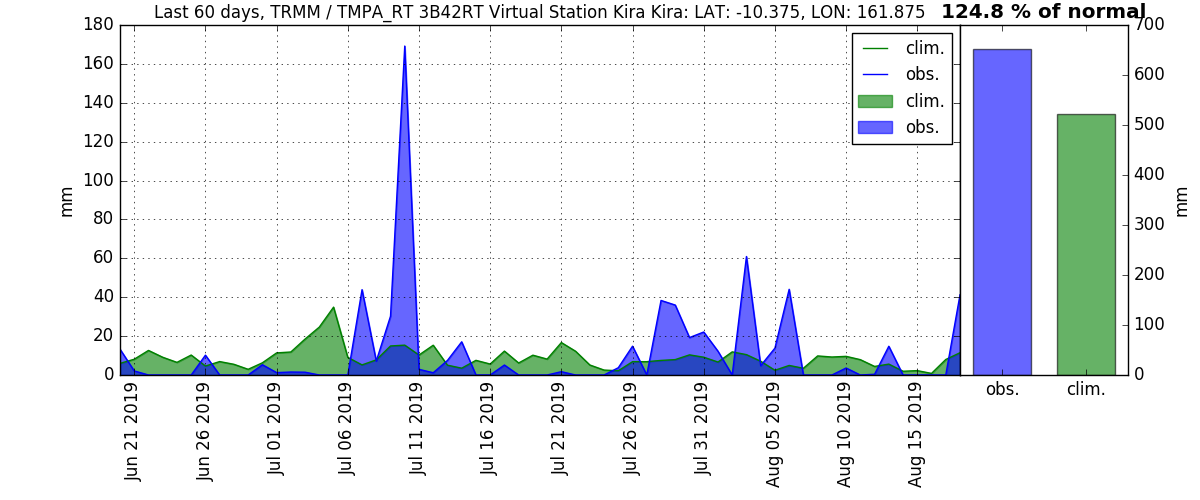 Last 60 days, TRMM / TMPA_RT 3B42RT Virtual Station Kira Kira: LAT: -10.375, LON: 161.875 124.8 % of normal
180
160
140
120
100
80
60
40
20
0
mm
clim.
obs.
clim.
obs.
Jun 21 2019
Jun 26 2019
Jul 01 2019
Jul 06 2019
Jul 11 2019
Jul 16 2019
Jul 21 2019
Jul 26 2019
Jul 31 2019
Aug 05 2019
Aug 10 2019
Aug 15 2019
700
600
500
400
300
200
100
0
mm
obs.
clim.